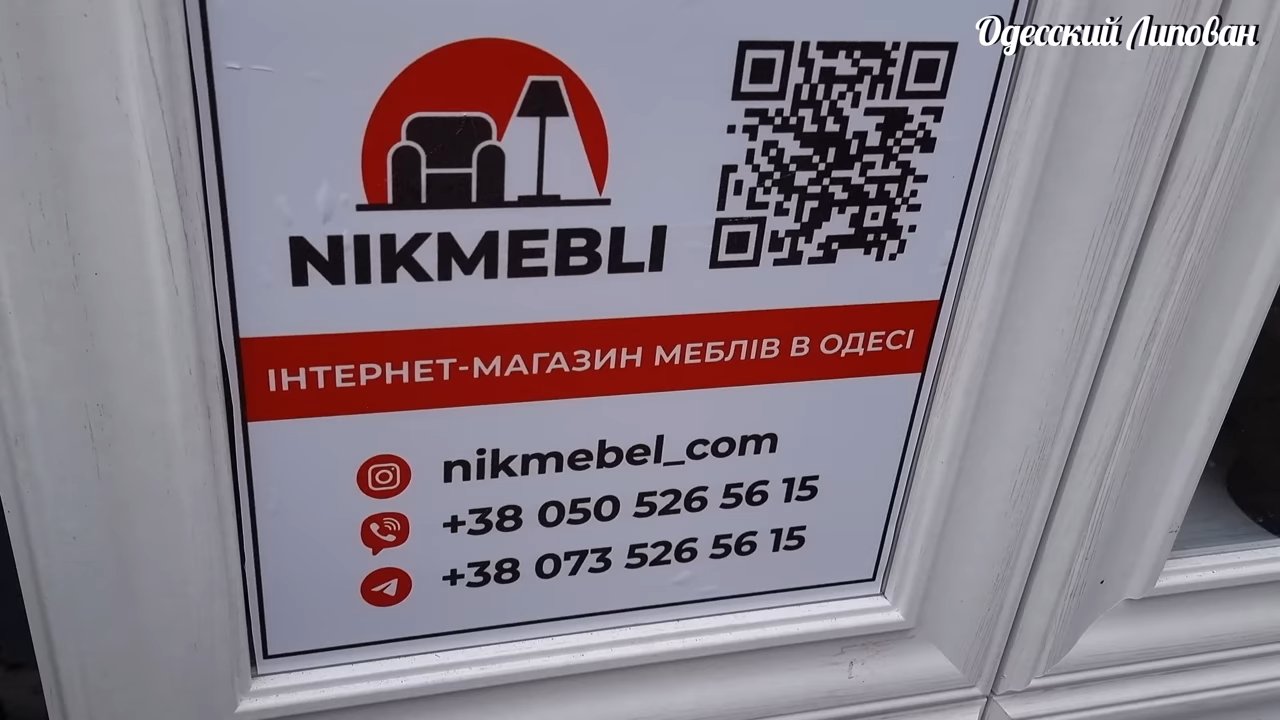 Одесский Липован
NIKMEBLI
ІНТЕРНЕТ-МАГАЗИН МЕБЛІВ В ОДЕСІ
nikmebel_com
+38 050 526 56 15
+38 073 526 56 15